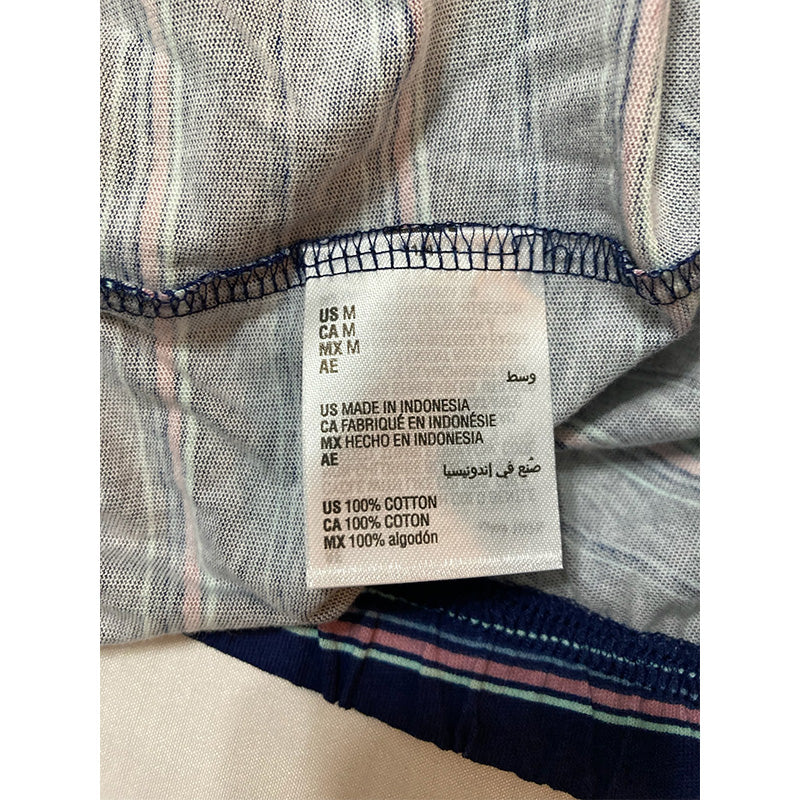 US M
CA M
MX M
AE
وسط
US MADE IN INDONESIA
CA FABRIQUÉ EN INDONÉSIE
MX HECHO EN INDONESIA
AE
صُنع في إندونيسيا
US 100% COTTON
CA 100% COTON
MX 100% algodón